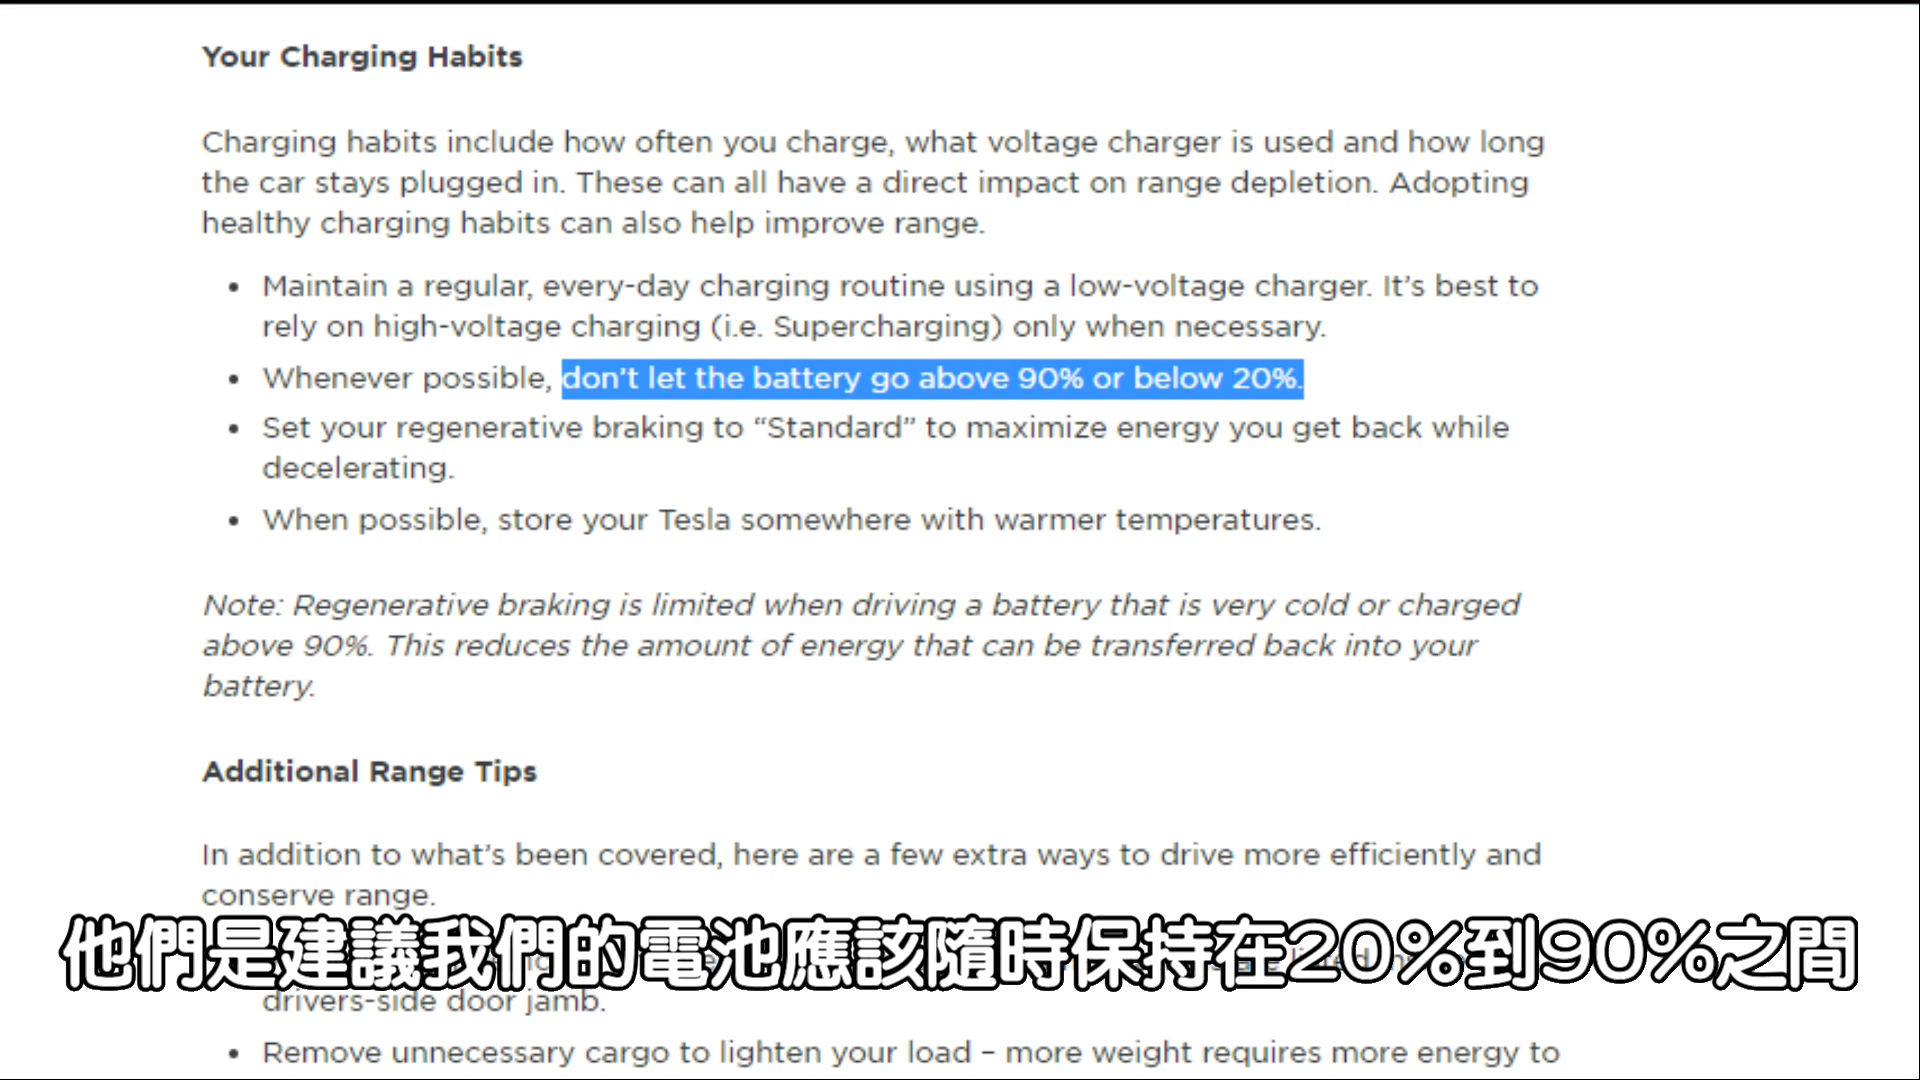 Your Charging Habits
Charging habits include how often you charge, what voltage charger is used and how long
the car stays plugged in. These can all have a direct impact on range depletion. Adopting
healthy charging habits can also help improve range.
• Maintain a regular, every-day charging routine using a low-voltage charger. It’s best to
rely on high-voltage charging (i.e. Supercharging) only when necessary.
• Whenever possible, don’t let the battery go above 90% or below 20%.
• Set your regenerative braking to “Standard” to maximize energy you get back while
decelerating.
• When possible, store your Tesla somewhere with warmer temperatures.
Note: Regenerative braking is limited when driving a battery that is very cold or charged
above 90%. This reduces the amount of energy that can be transferred back into your
battery.
Additional Range Tips
In addition to what’s been covered, here are a few extra ways to drive more efficiently and
conserve range.
他們是建議我們的電池應該隨時保持在20%到90%之間
drivers-side door jamb.
• Remove unnecessary cargo to lighten your load – more weight requires more energy to